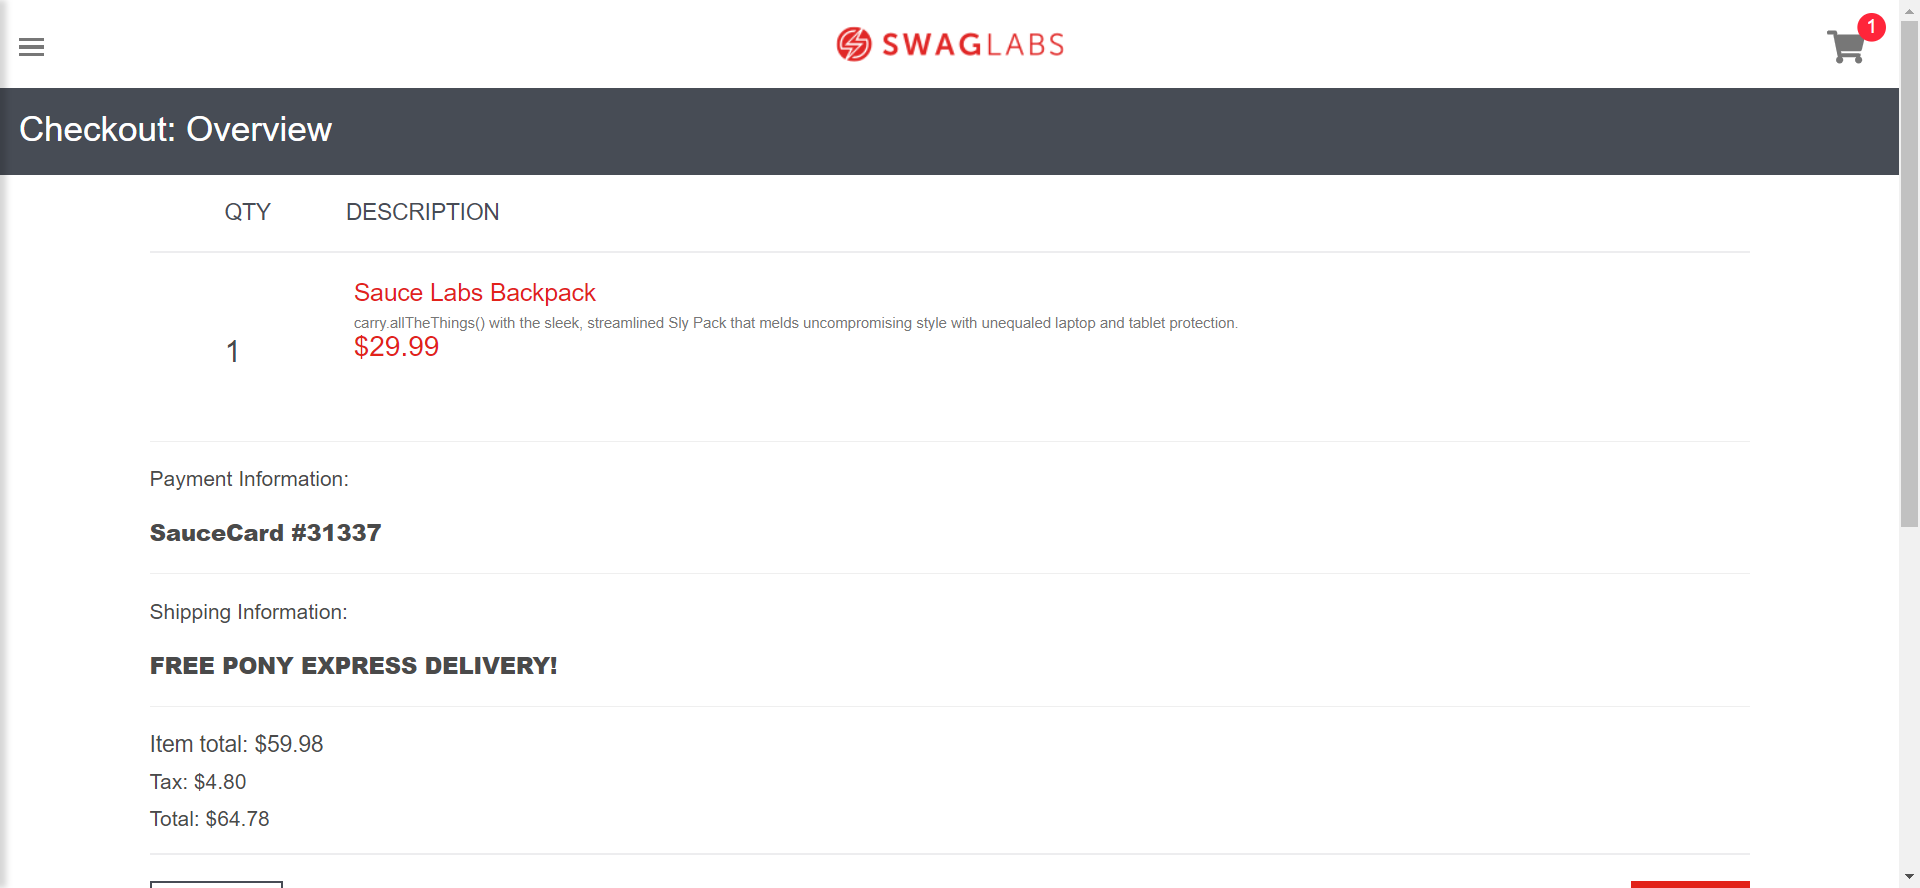 SWAGLABS
1
Checkout: Overview
QTY DESCRIPTION
Sauce Labs Backpack
carry.allTheThings() with the sleek, streamlined Sly Pack that melds uncompromising style with unequaled laptop and tablet protection.
1
$29.99
Payment Information:
SauceCard #31337
Shipping Information:
FREE PONY EXPRESS DELIVERY!
Item total: $59.98
Tax: $4.80
Total: $64.78